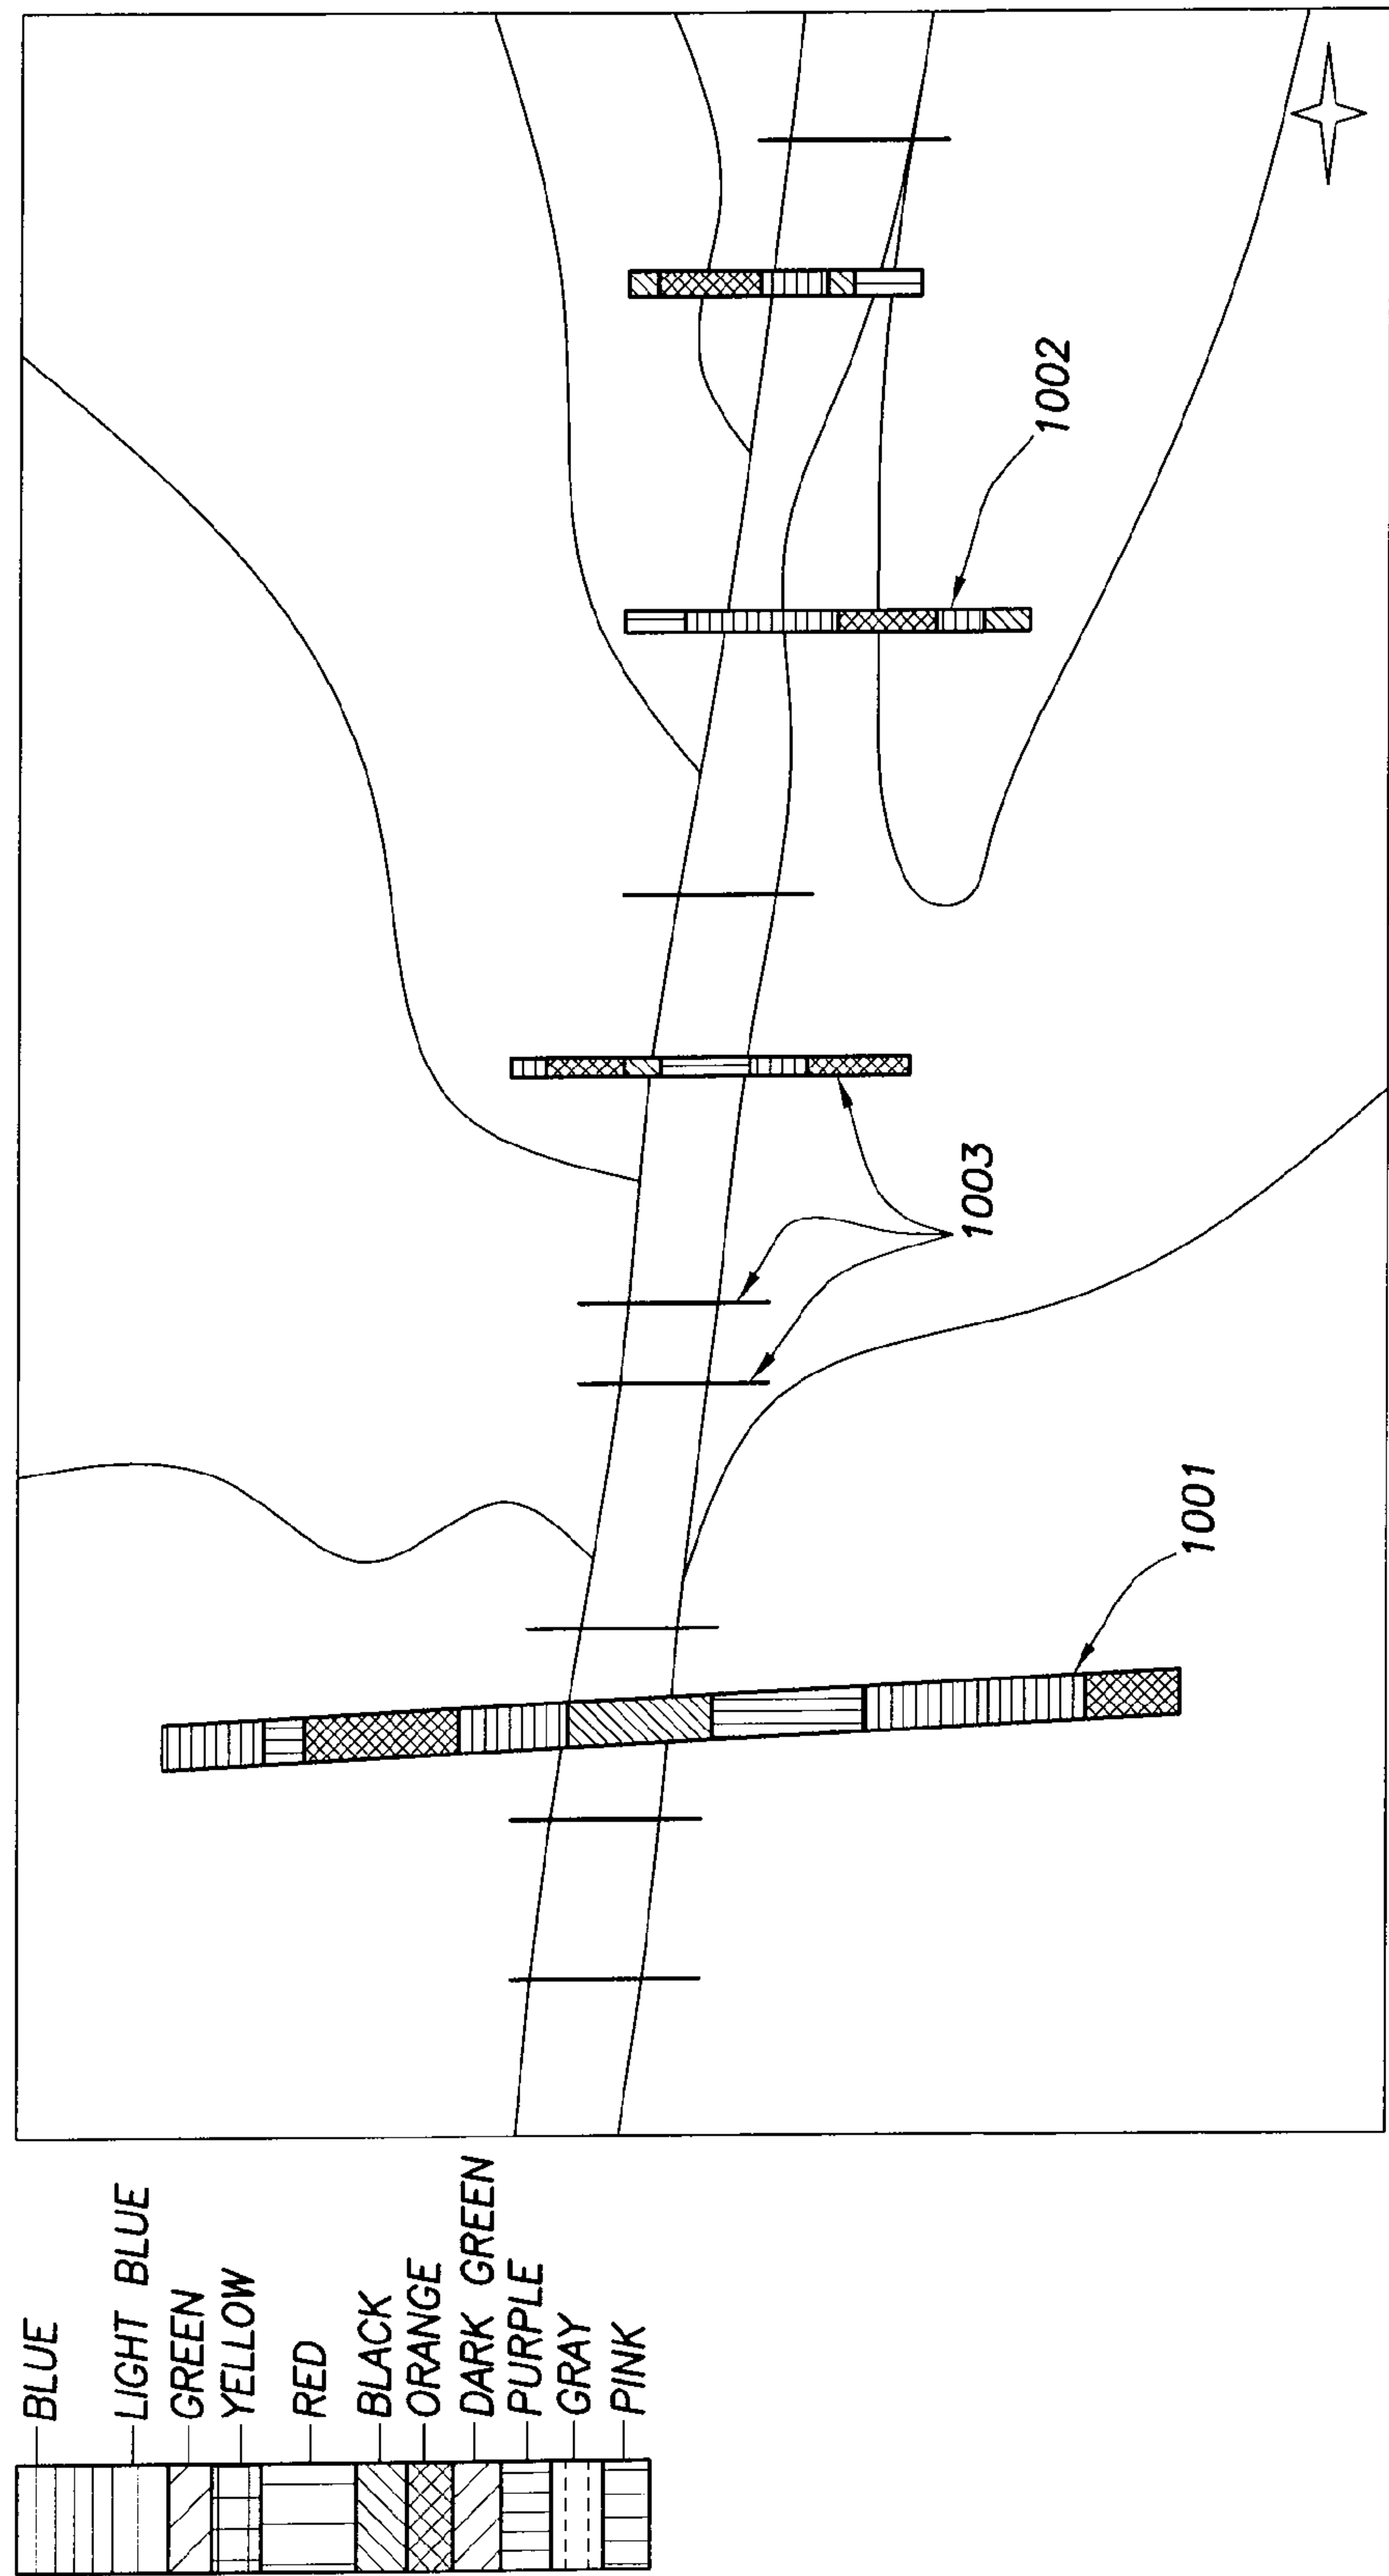 BLUE
LIGHT BLUE
GREEN
YELLOW
RED
BLACK
ORANGE
DARK GREEN
PURPLE
GRAY
PINK
1001
1003
1002